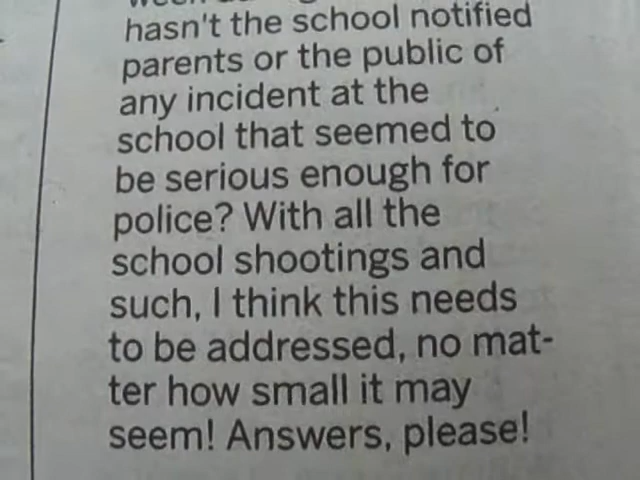 hasn't the school notified
parents or the public of
any incident at the
school that seemed to
be serious enough for
police? With all the
school shootings and
such, I think this needs
to be addressed, no mat-
ter how small it may
seem! Answers, please!